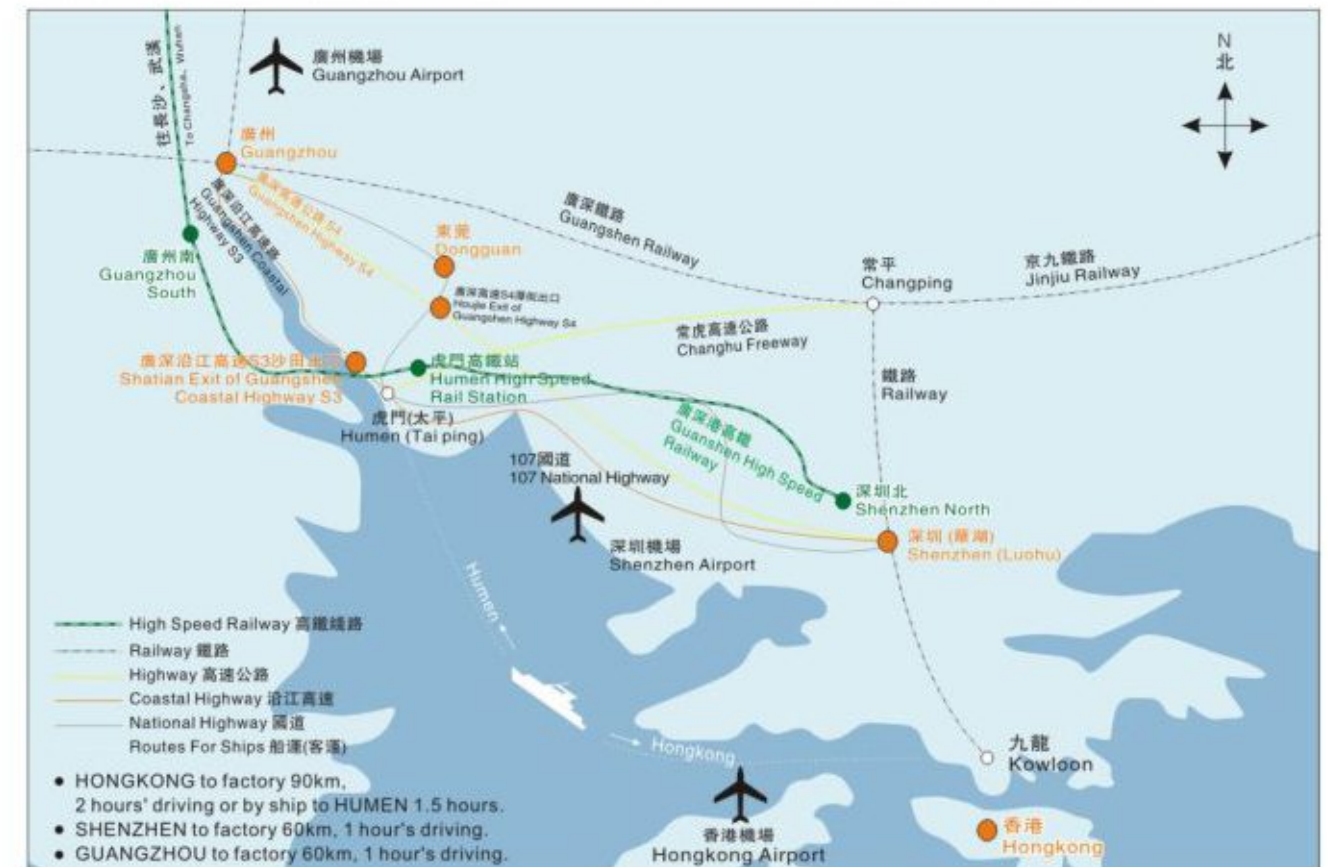 廣州機場
Guangzhou Airport
N
北
往長沙、武漢
To Changsha, Wuhan
廣州
Guangzhou
廣深沿江高速路
Guangshen Coastal
Highway S3
廣深高速公路 S4
Guangshen Highway S4
廣深鐵路
Guangshen Railway
東莞
Dongguan
廣州南
Guangzhou
South
常平
Changping
京九鐵路
Jinjiu Railway
廣深高速S4厚街出口
Houjie Exit of
Guangshen Highway S4
常虎高速公路
Changhu Freeway
廣深沿江高速S3沙田出口
Shatian Exit of Guangshen
Coastal Highway S3
虎門高鐵站
Humen High Speed
Rail Station
鐵路
Railway
虎門(太平)
Humen (Tai ping)
廣深港高鐵
Guanshen High Speed
Railway
107國道
107 National Highway
深圳北
Shenzhen North
深圳機場
Shenzhen Airport
深圳 (羅湖)
Shenzhen (Luohu)
Humen
High Speed Railway 高鐵綫路
Railway 鐵路
Highway 高速公路
Coastal Highway 沿江高速
National Highway 國道
Routes For Ships 船運(客運)
Hongkong
九龍
Kowloon
• HONGKONG to factory 90km,
2 hours' driving or by ship to HUMEN 1.5 hours.
• SHENZHEN to factory 60km, 1 hour's driving.
• GUANGZHOU to factory 60km, 1 hour's driving.
香港機場
Hongkong Airport
香港
Hongkong